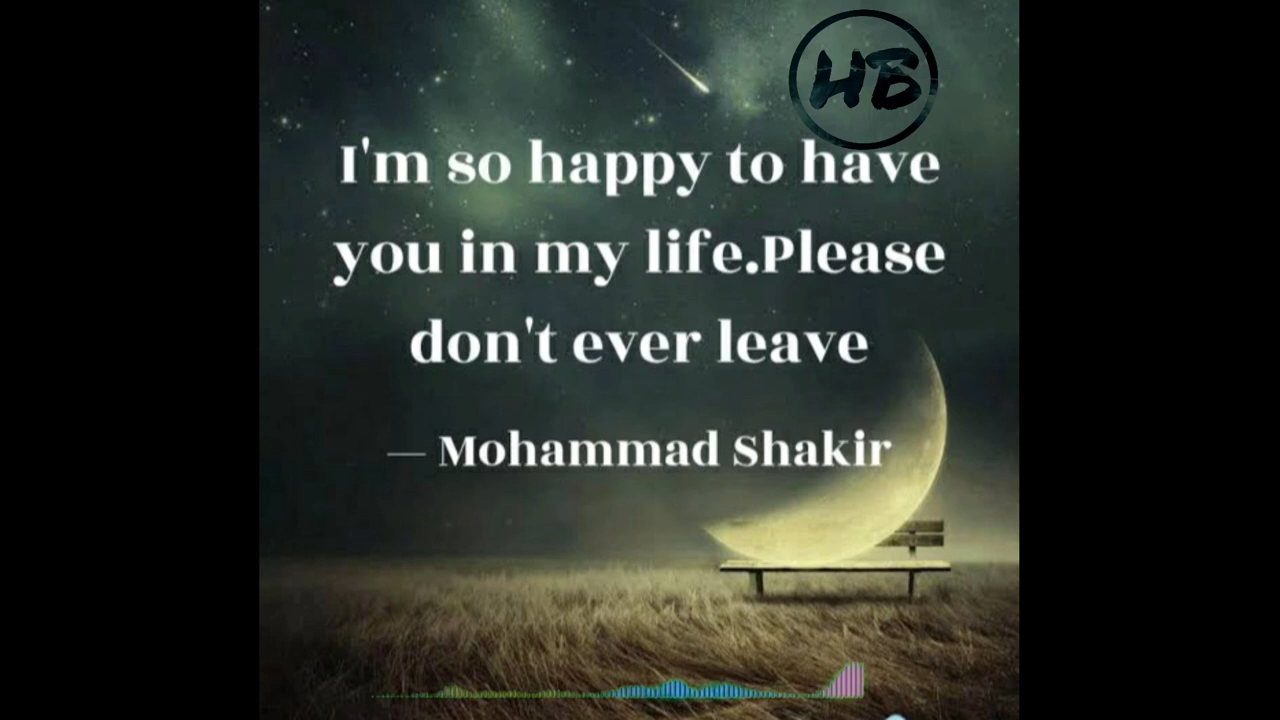 HB
I'm so happy to have
you in my life.Please
don't ever leave
— Mohammad Shakir